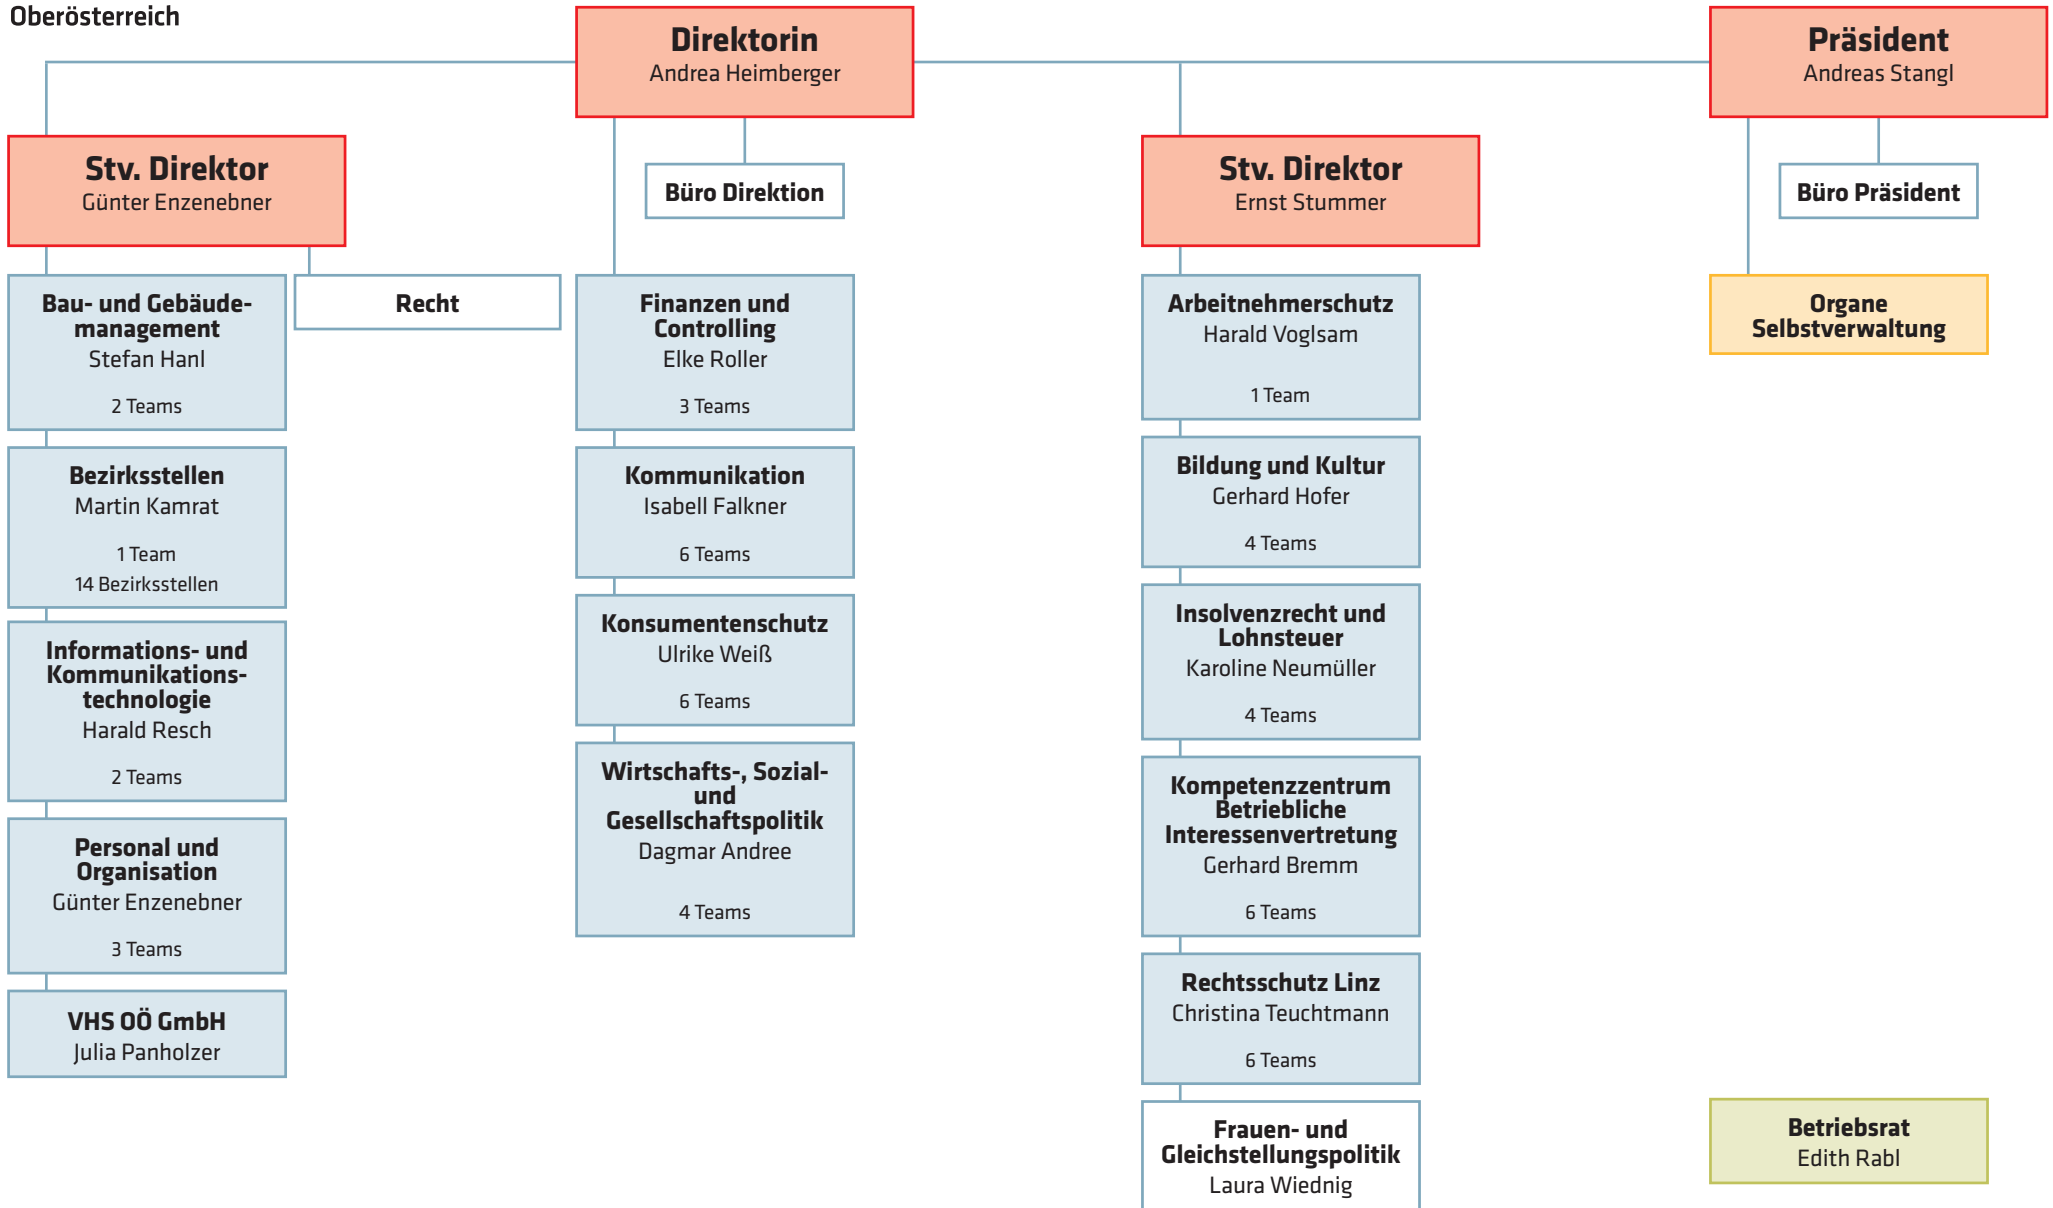 Oberösterreich
Direktorin
Andrea Heimberger
Präsident
Andreas Stangl
Stv. Direktor
Günter Enzenebner
Büro Direktion
Stv. Direktor
Ernst Stummer
Büro Präsident
Bau- und Gebäude-
management
Stefan Hanl
2 Teams
Recht
Bezirksstellen
Martin Kamrat
1 Team
14 Bezirksstellen
Informations- und
Kommunikations-
technologie
Harald Resch
2 Teams
Personal und
Organisation
Günter Enzenebner
3 Teams
VHS OÖ GmbH
Julia Panholzer
Finanzen und
Controlling
Elke Roller
3 Teams
Kommunikation
Isabell Falkner
6 Teams
Konsumentenschutz
Ulrike Weiß
6 Teams
Wirtschafts-, Sozial-
und
Gesellschaftspolitik
Dagmar Andree
4 Teams
Arbeitnehmerschutz
Harald Voglsam
1 Team
Bildung und Kultur
Gerhard Hofer
4 Teams
Insolvenzrecht und
Lohnsteuer
Karoline Neumüller
4 Teams
Kompetenzzentrum
Betriebliche
Interessenvertretung
Gerhard Bremm
6 Teams
Rechtsschutz Linz
Christina Teuchtmann
6 Teams
Frauen- und
Gleichstellungspolitik
Laura Wiednig
Organe
Selbstverwaltung
Betriebsrat
Edith Rabl